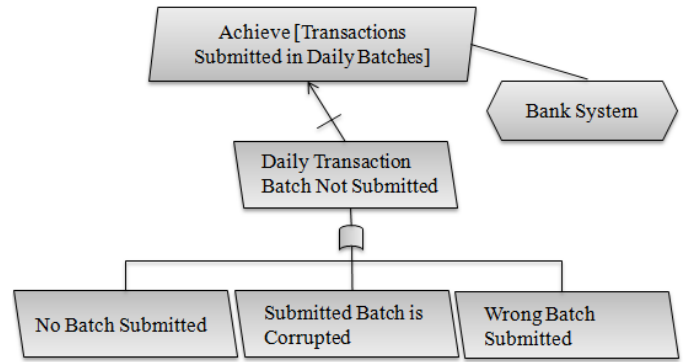 Achieve [Transactions
Submitted in Daily Batches]
Bank System
Daily Transaction
Batch Not Submitted
No Batch Submitted
Submitted Batch is
Corrupted
Wrong Batch
Submitted